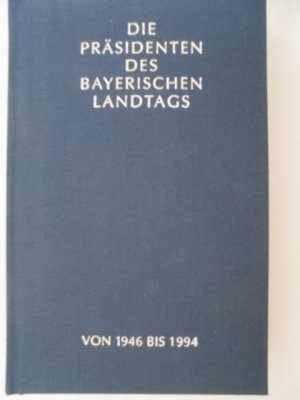 DIE
PRÄSIDENTEN
DES
BAYERISCHEN
LANDTAGS
VON 1946 BIS 1994